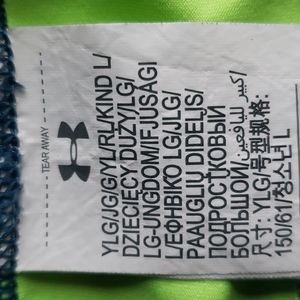 TEAR AWAY
YLG/JG/G/YL/RL/KIND L/
DZIECIĘCY DUŻY/LG/
LG-UNGDOM/IFJÚSÁGI
L/ΕΦΗΒΙΚΟ LG/JLG/
PAAUGLIŲ DIDELIS/
ПОДРОСТКОВЫЙ
БОЛЬШОЙ/كبير لليافعين/
尺寸: YLG/号型规格:
150/61/청소년 L